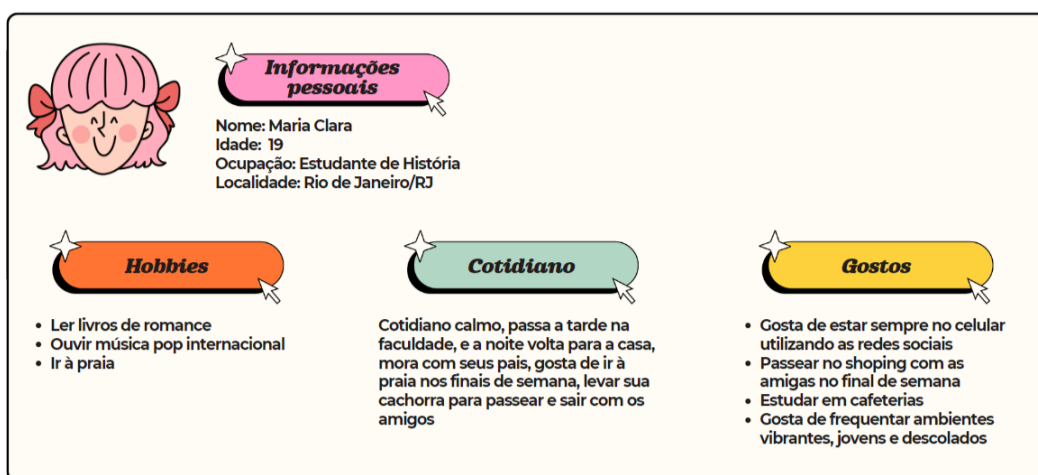 Informações
pessoais
Nome: Maria Clara
Idade: 19
Ocupação: Estudante de História
Localidade: Rio de Janeiro/RJ
Hobbies
• Ler livros de romance
• Ouvir música pop internacional
• Ir à praia
Cotidiano
Cotidiano calmo, passa a tarde na
faculdade, e a noite volta para a casa,
mora com seus pais, gosta de ir à
praia nos finais de semana, levar sua
cachorra para passear e sair com os
amigos
Gostos
• Gosta de estar sempre no celular
utilizando as redes sociais
• Passear no shoping com as
amigas no final de semana
• Estudar em cafeterias
• Gosta de frequentar ambientes
vibrantes, jovens e descolados